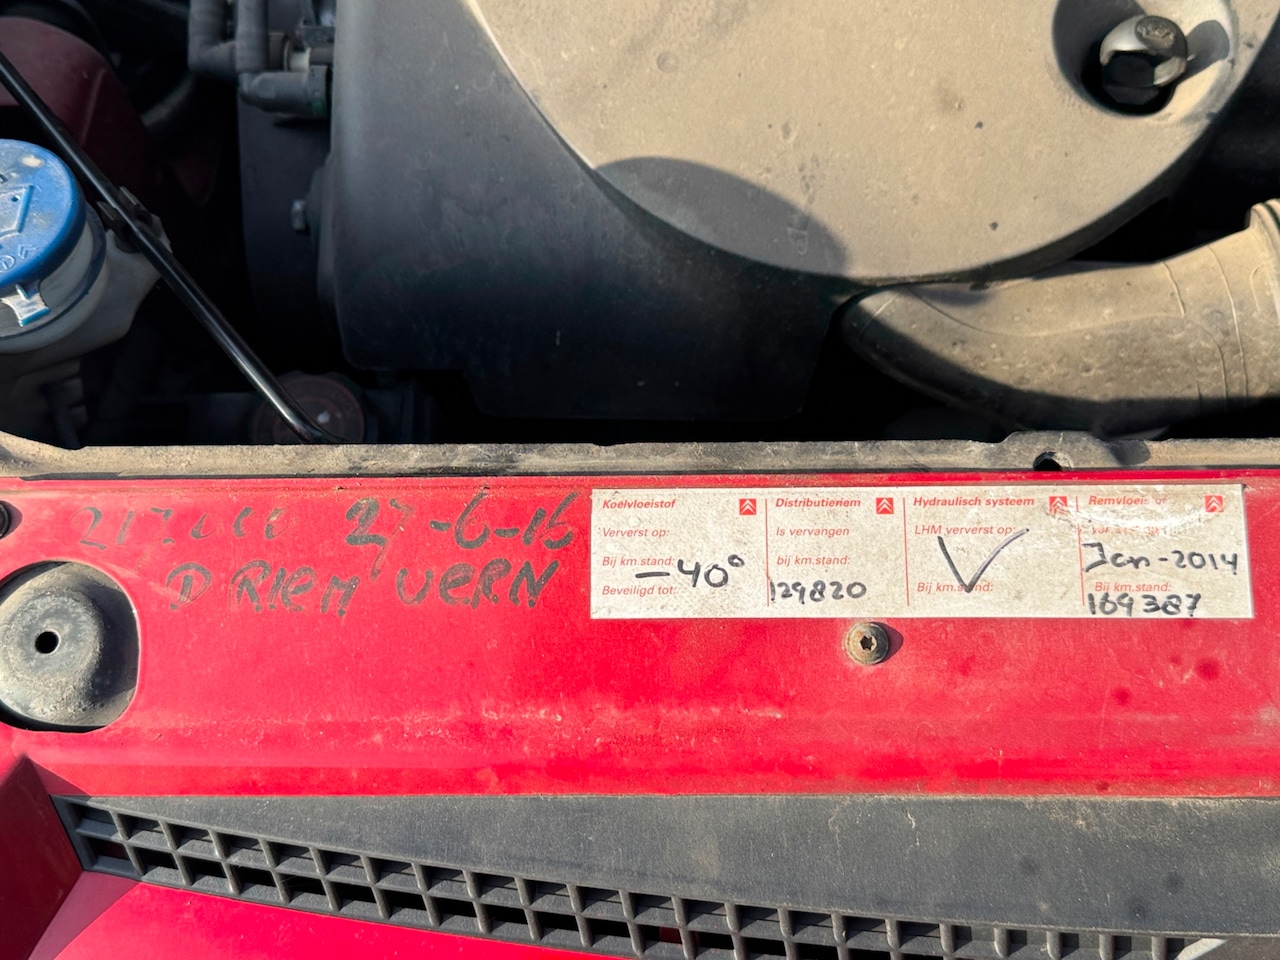 27-6-15
D RIEM VERN
Koelvloeistof
Ververst op:
Bij km.stand:
-40°
Beveiligd tot:
Distributieriem
Is vervangen
bij km.stand:
129820
Hydraulisch systeem
LHM ververst op:
Bij km.stand:
Remvloeistof
Jan-2014
Bij km.stand:
169387